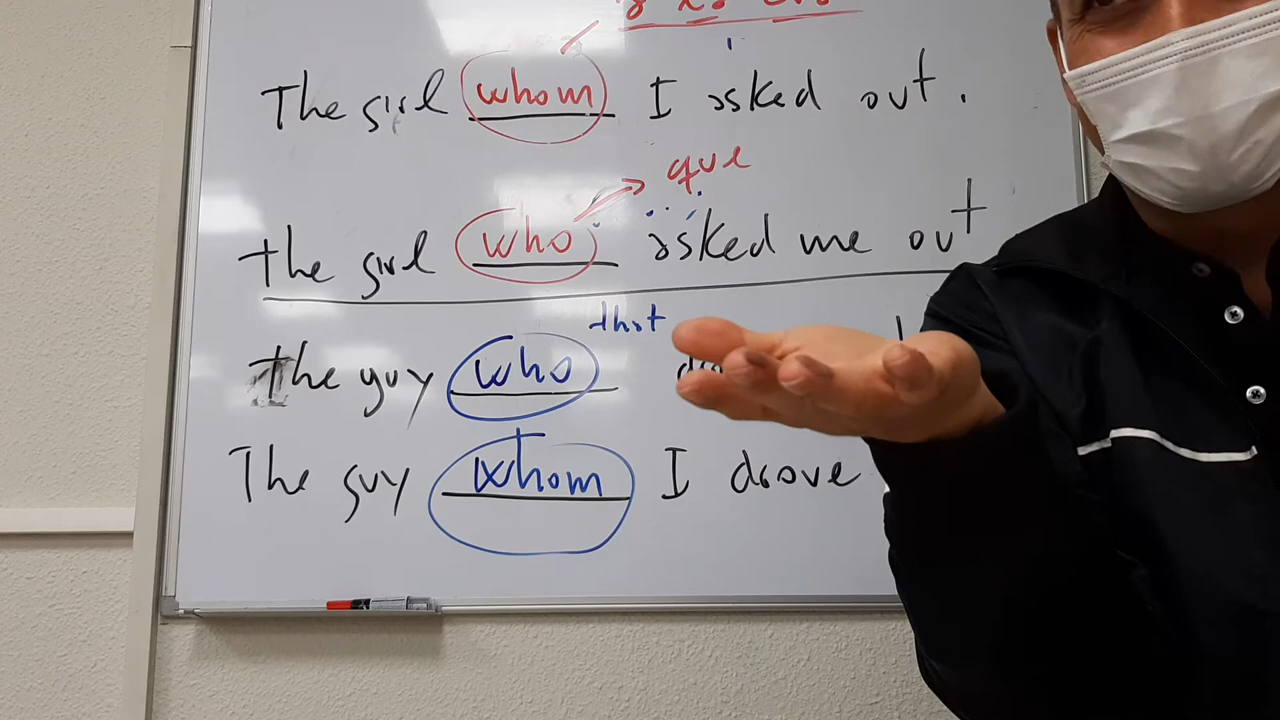 The girl whom I asked out.
que
the girl who asked me out
that
the guy who
The guy whom I drove